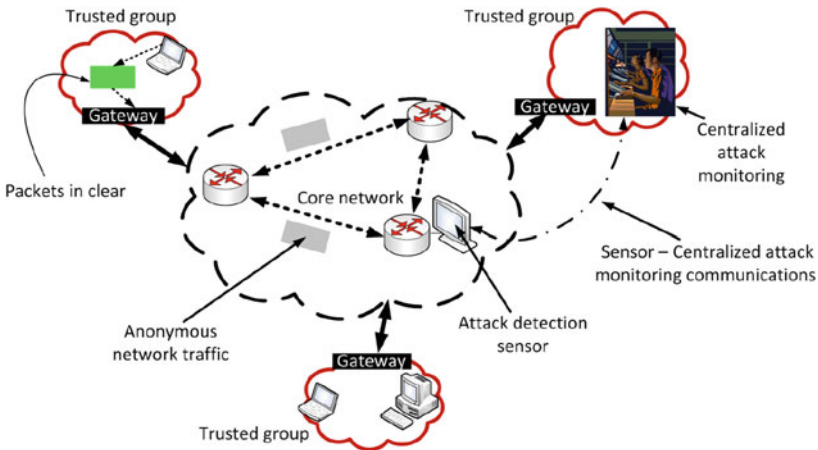 Trusted group
Trusted group
Gateway
Gateway
Packets in clear
Core network
Centralized
attack
monitoring
Sensor – Centralized attack
monitoring communications
Anonymous
network traffic
Attack detection
sensor
Gateway
Trusted group